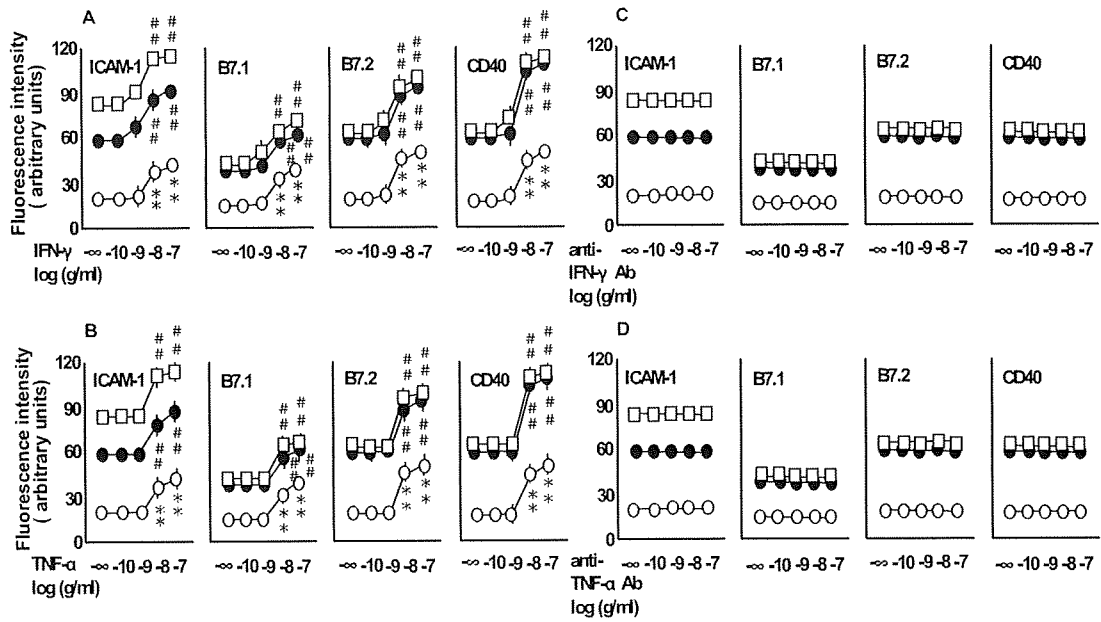 A
Fluorescence intensity
( arbitrary units)
120
90
60
30
0
ICAM-1
# #
# #
# #
# #
* *
* *
B7.1
# #
# #
# #
# #
* *
* *
B7.2
# #
# #
# #
# #
* *
* *
CD40
# #
# #
# #
# #
* *
* *
IFN-γ
log (g/ml)
-∞ -10 -9 -8 -7
-∞ -10 -9 -8 -7
-∞ -10 -9 -8 -7
-∞ -10 -9 -8 -7
C
120
90
60
30
0
ICAM-1
B7.1
B7.2
CD40
anti-
IFN-γ Ab
log (g/ml)
-∞ -10 -9 -8 -7
-∞ -10 -9 -8 -7
-∞ -10 -9 -8 -7
-∞ -10 -9 -8 -7
B
Fluorescence intensity
( arbitrary units)
120
90
60
30
0
ICAM-1
# #
# #
# #
# #
* *
* *
B7.1
# #
# #
# #
# #
* *
* *
B7.2
# #
# #
# #
# #
* *
* *
CD40
# #
# #
# #
# #
* *
* *
TNF-α
log (g/ml)
-∞ -10 -9 -8 -7
-∞ -10 -9 -8 -7
-∞ -10 -9 -8 -7
-∞ -10 -9 -8 -7
D
120
90
60
30
0
ICAM-1
B7.1
B7.2
CD40
anti-
TNF-α Ab
log (g/ml)
-∞ -10 -9 -8 -7
-∞ -10 -9 -8 -7
-∞ -10 -9 -8 -7
-∞ -10 -9 -8 -7